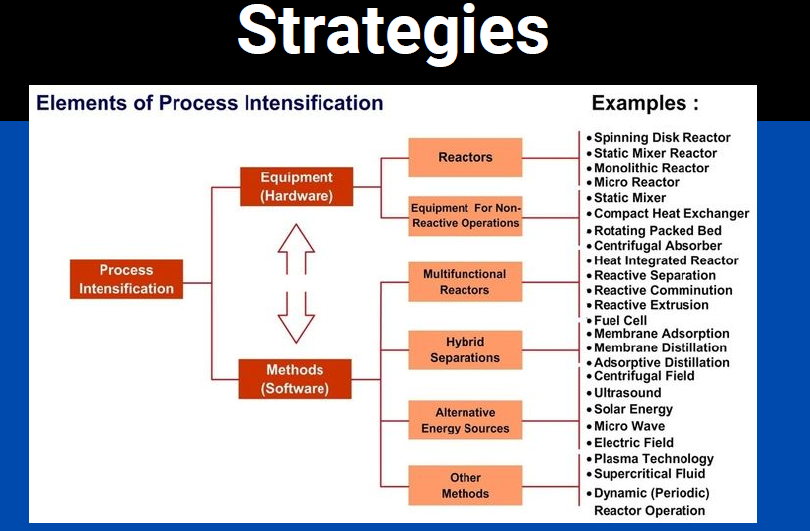 Strategies
Elements of Process Intensification
Examples :
Process
Intensification
Equipment
(Hardware)
Methods
(Software)
Reactors
Equipment For Non-
Reactive Operations
Multifunctional
Reactors
Hybrid
Separations
Alternative
Energy Sources
Other
Methods
• Spinning Disk Reactor
• Static Mixer Reactor
• Monolithic Reactor
• Micro Reactor
• Static Mixer
• Compact Heat Exchanger
• Rotating Packed Bed
• Centrifugal Absorber
• Heat Integrated Reactor
• Reactive Separation
• Reactive Comminution
• Reactive Extrusion
• Fuel Cell
• Membrane Adsorption
• Membrane Distillation
• Adsorptive Distillation
• Centrifugal Field
• Ultrasound
• Solar Energy
• Micro Wave
• Electric Field
• Plasma Technology
• Supercritical Fluid
• Dynamic (Periodic)
Reactor Operation